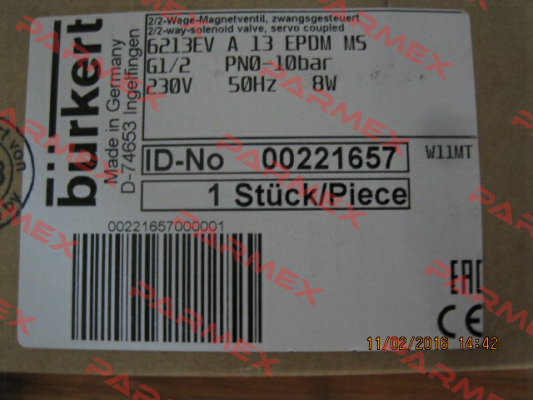 2/2-Wege-Magnetventil, zwangsgesteuert
2/2-way-solenoid valve, servo coupled
6213EV A 13 EPDM MS
G1/2 PN0-10bar
230V 50Hz 8W
bürkert
Made in Germany
D-74653 Ingelfingen
ID-No 00221657
W11MT
1 Stück/Piece
00221657000001
EAC
CE
11/02/2016 14:42
PARMEX